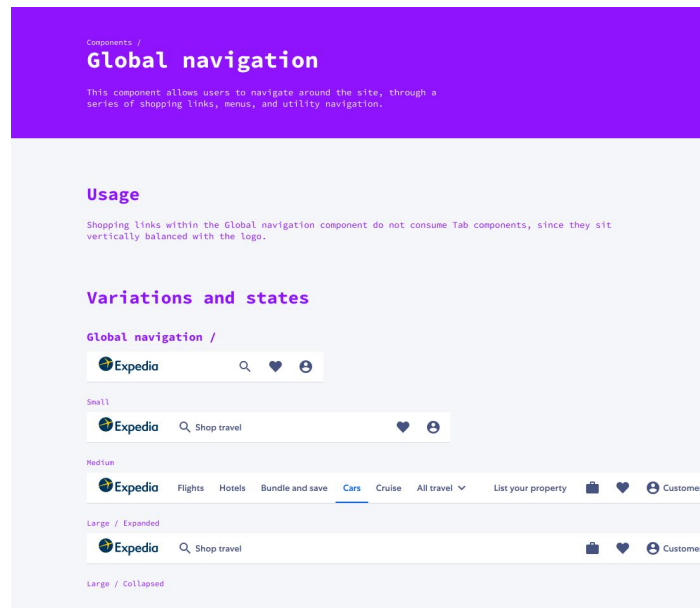 Components /
Global navigation
This component allows users to navigate around the site, through a
series of shopping links, menus, and utility navigation.
Usage
Shopping links within the Global navigation component do not consume Tab components, since they sit
vertically balanced with the logo.
Variations and states
Global navigation /
Expedia
Small
Expedia Shop travel
Medium
Expedia Flights Hotels Bundle and save Cars Cruise All travel List your property Customer
Large / Expanded
Expedia Shop travel Customer
Large / Collapsed